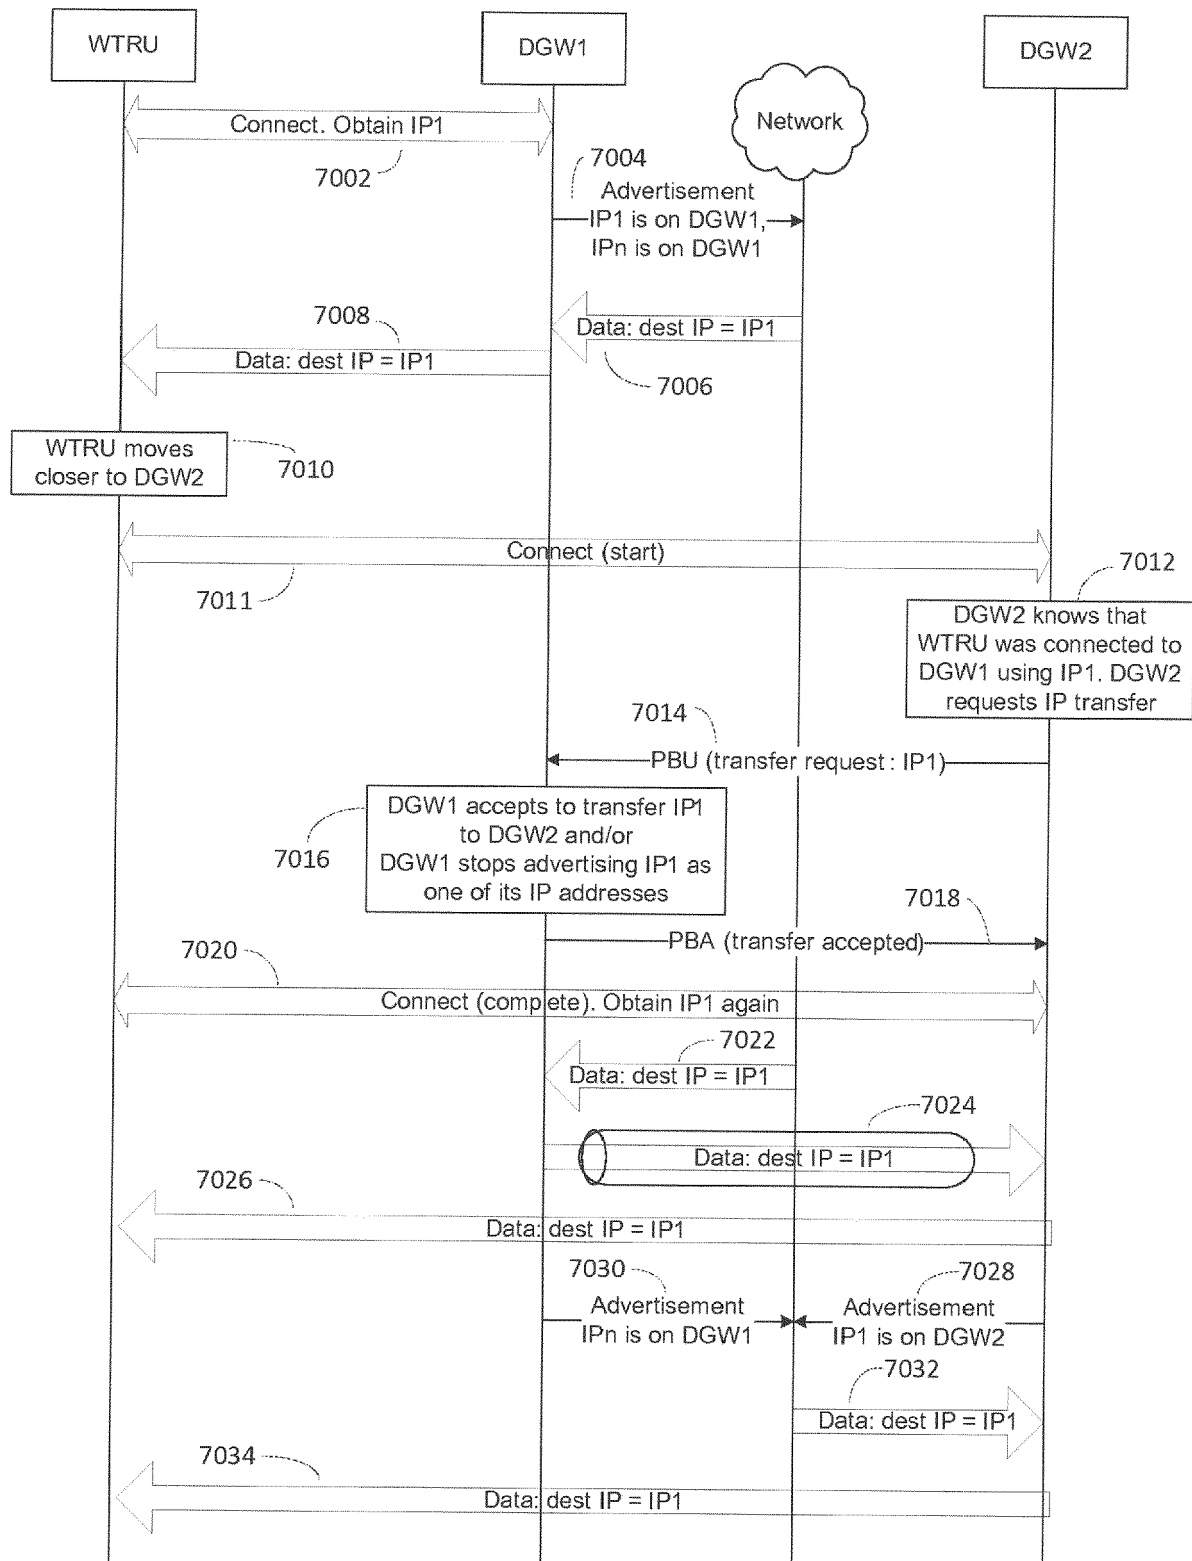 WTRU
DGW1
DGW2
Network
Connect. Obtain IP1
7002
7004
Advertisement
IP1 is on DGW1,
IPn is on DGW1
7008
Data: dest IP = IP1
Data: dest IP = IP1
7006
WTRU moves
closer to DGW2
7010
Connect (start)
7011
7012
DGW2 knows that
WTRU was connected to
DGW1 using IP1. DGW2
requests IP transfer
7014
PBU (transfer request: IP1)
DGW1 accepts to transfer IP1
to DGW2 and/or
DGW1 stops advertising IP1 as
one of its IP addresses
7016
7018
PBA (transfer accepted)
7020
Connect (complete). Obtain IP1 again
7022
Data: dest IP = IP1
7024
Data: dest IP = IP1
7026
Data: dest IP = IP1
7030
Advertisement
IPn is on DGW1
7028
Advertisement
IP1 is on DGW2
7032
Data: dest IP = IP1
7034
Data: dest IP = IP1